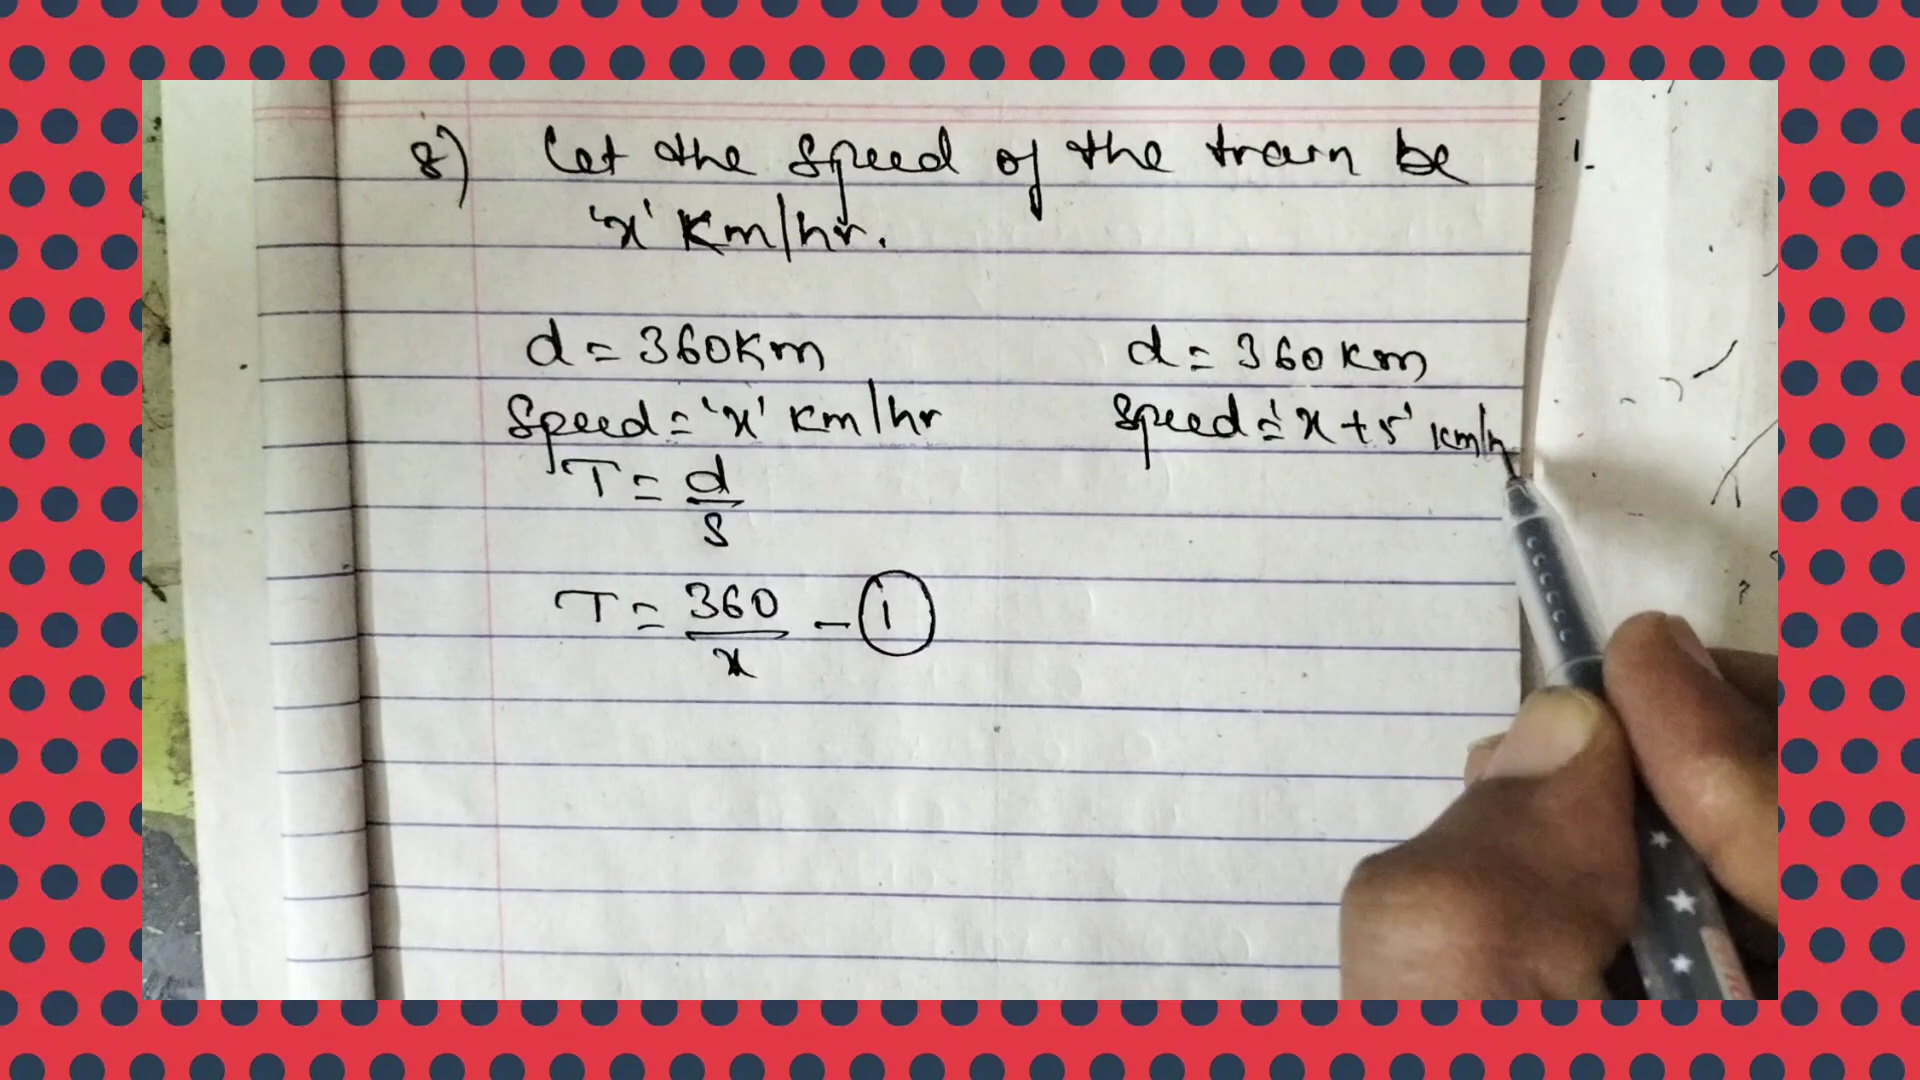 8) Let the speed of the train be
'x' Km/hr.
d = 360Km
Speed = 'x' Km/hr
T = d/s
T = 360/x - 1
d = 360 Km
Speed = 'x + 5' Km/h